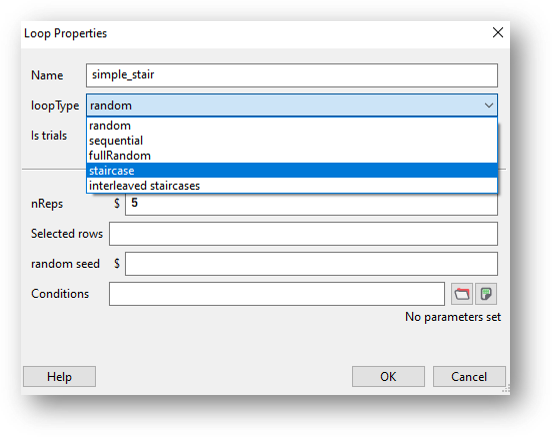 Loop Properties
Name simple_stair
loopType random
Is trials
random
sequential
fullRandom
staircase
interleaved staircases
nReps $ 5
Selected rows
random seed $
Conditions
No parameters set
Help OK Cancel